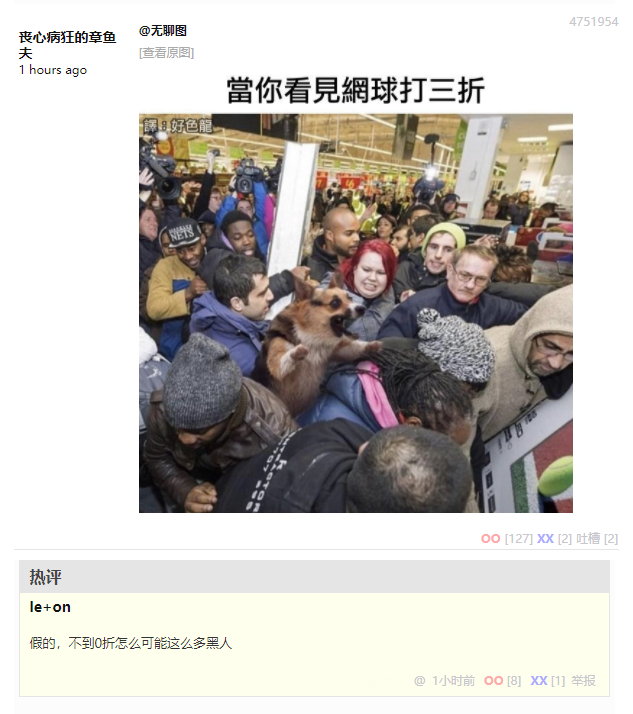 丧心病狂的章鱼
夫
1 hours ago
@无聊图
[查看原图]
4751954
當你看見網球打三折
譯：好色龍
NETS
OO [127] XX [2] 吐槽 [2]
热评
le+on
假的，不到0折怎么可能这么多黑人
@ 1小时前 OO [8] XX [1] 举报